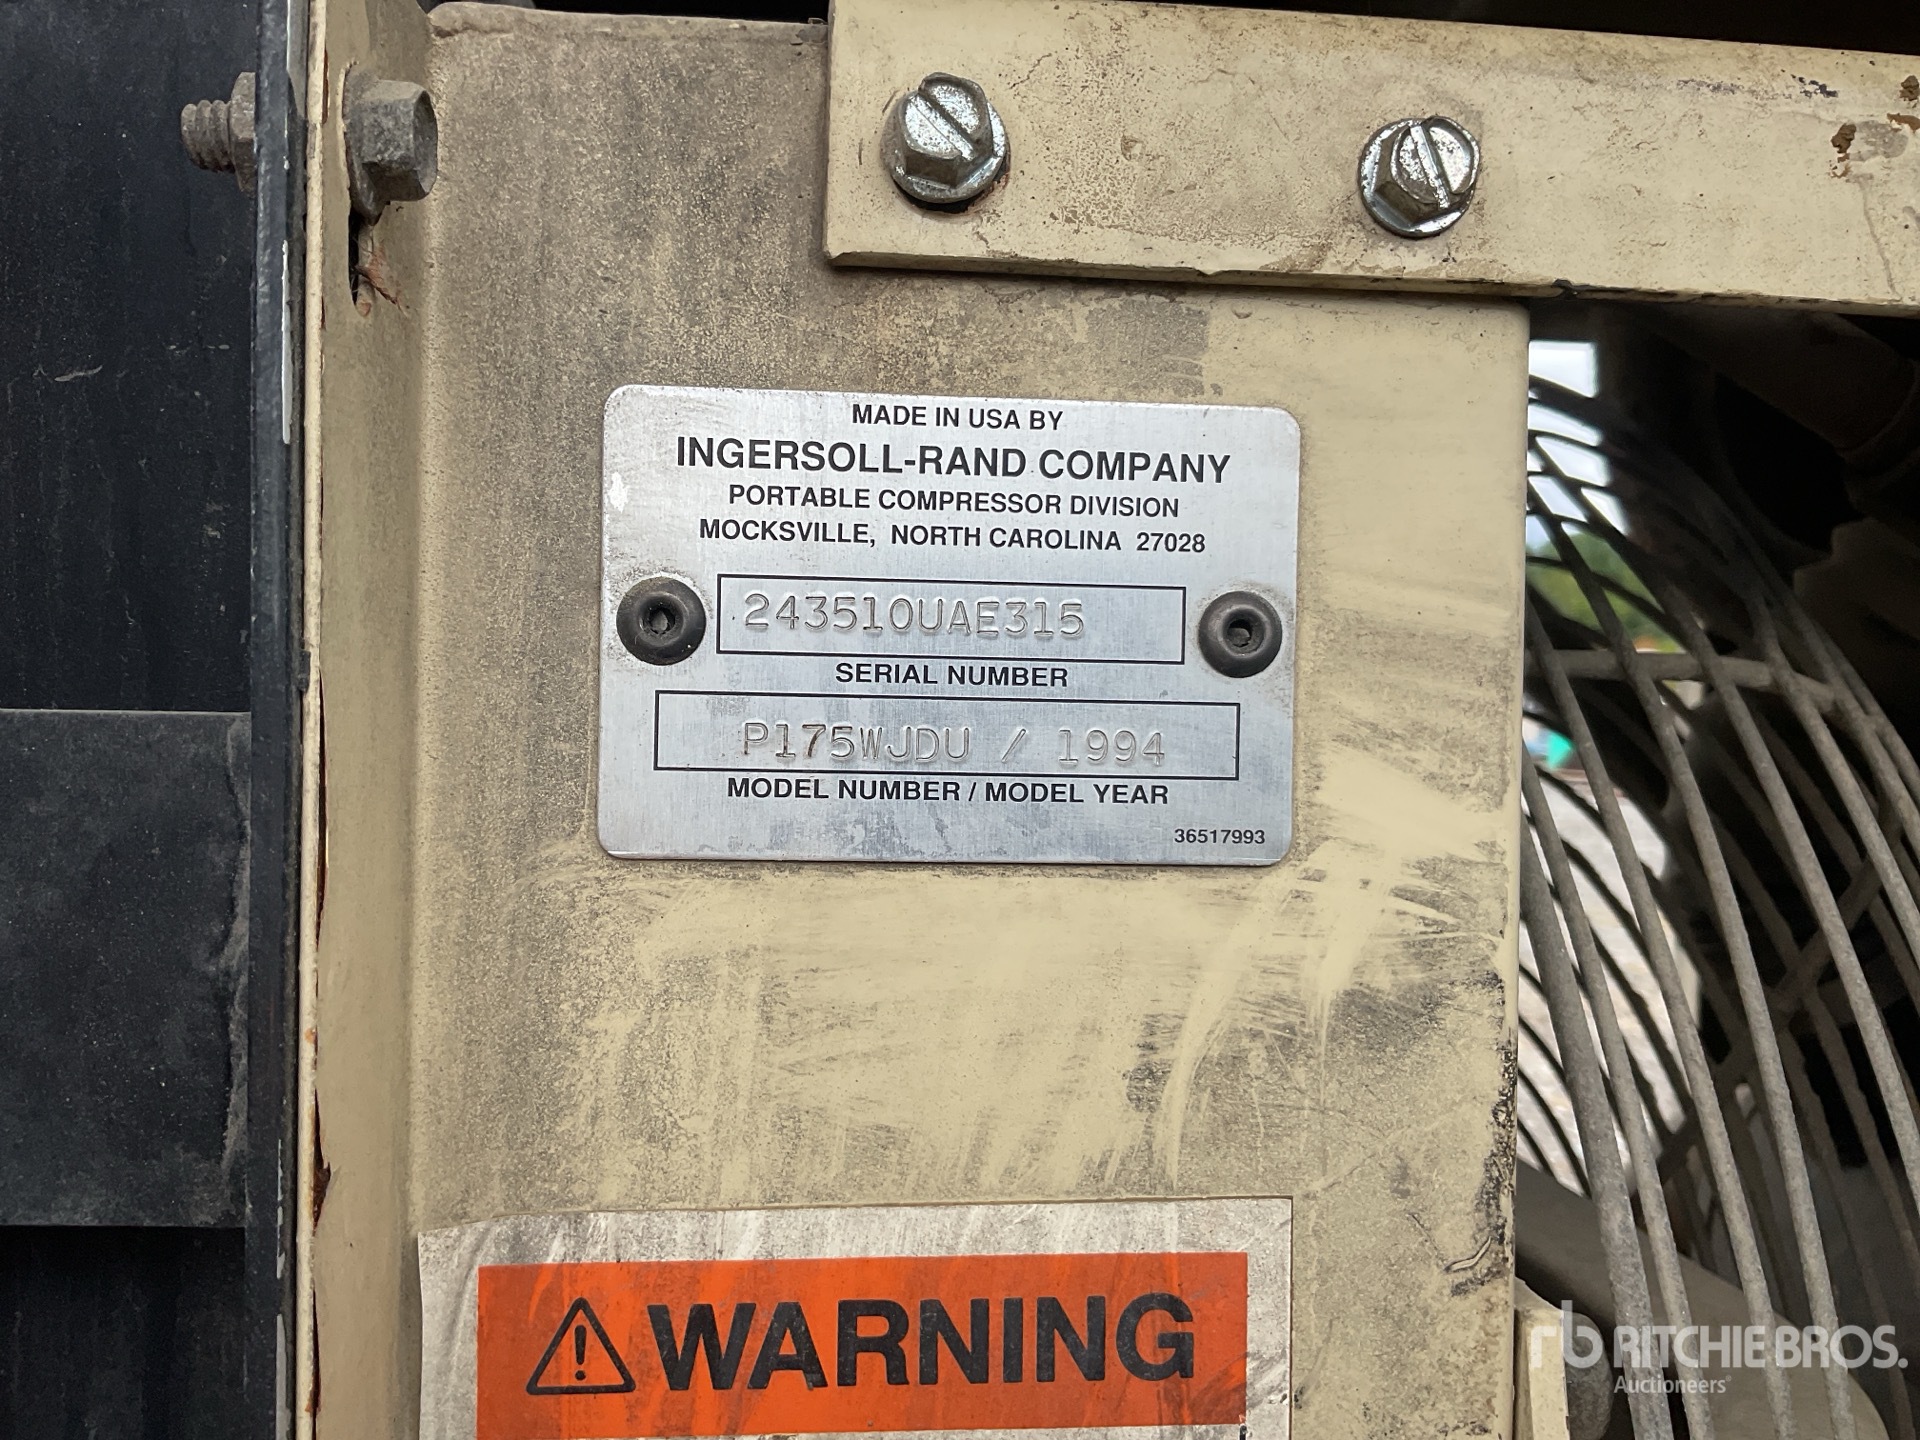 MADE IN USA BY
INGERSOLL-RAND COMPANY
PORTABLE COMPRESSOR DIVISION
MOCKSVILLE, NORTH CAROLINA 27028
243510UAE315
SERIAL NUMBER
P175WJDU / 1994
MODEL NUMBER / MODEL YEAR
36517993
WARNING
rb RITCHIE BROS.
Auctioneers